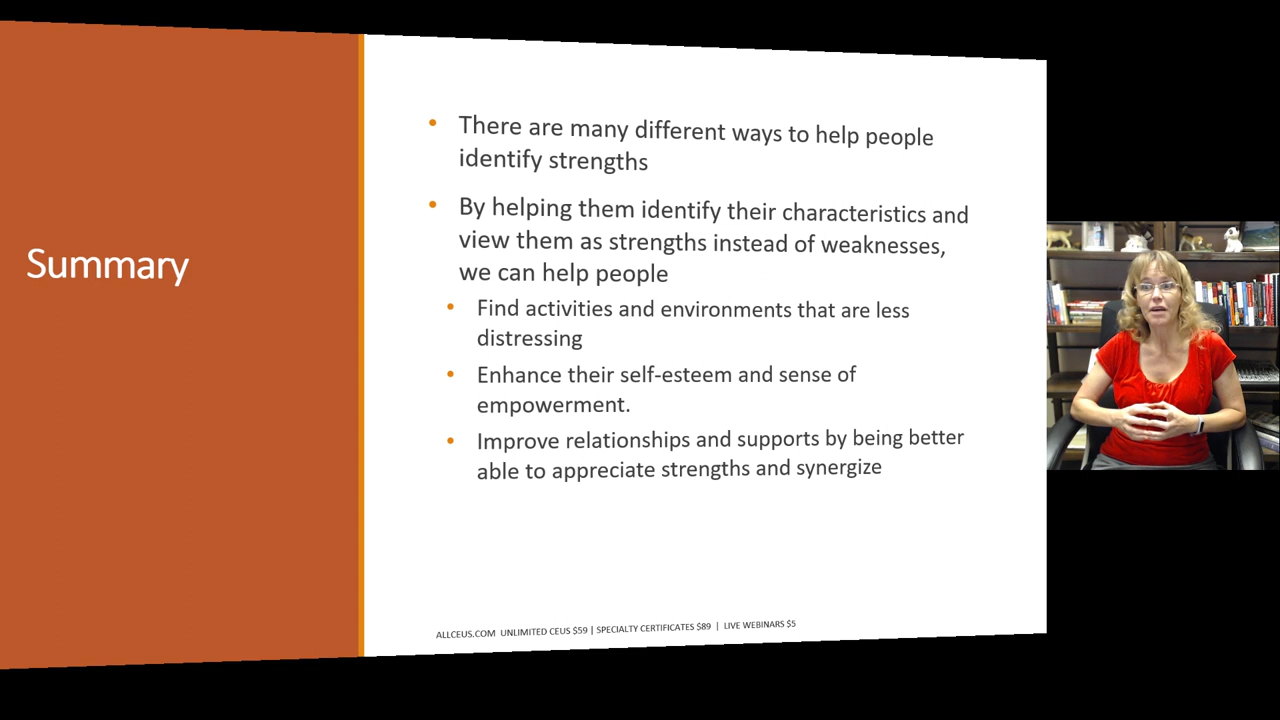 Summary
There are many different ways to help people
identify strengths
By helping them identify their characteristics and
view them as strengths instead of weaknesses,
we can help people
Find activities and environments that are less
distressing
Enhance their self-esteem and sense of
empowerment.
Improve relationships and supports by being better
able to appreciate strengths and synergize
ALLCEUS.COM UNLIMITED CEUS $59 | SPECIALTY CERTIFICATES $89 | LIVE WEBINARS $5